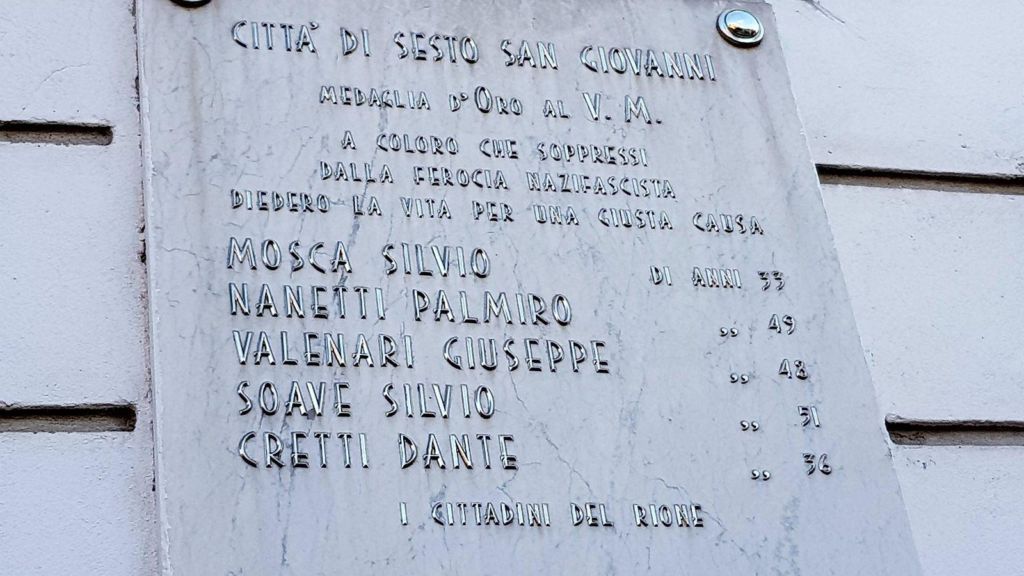 CITTA' DI SESTO SAN GIOVANNI
MEDAGLIA D'ORO AL V. M.
A COLORO CHE SOPPRESSI
DALLA FEROCIA NAZIFASCISTA
DIEDERO LA VITA PER UNA GIUSTA CAUSA
MOSCA SILVIO DI ANNI 33
NANETTI PALMIRO „ 49
VALENARI GIUSEPPE „ 48
SOAVE SILVIO „ 51
CRETTI DANTE „ 36
I CITTADINI DEL RIONE